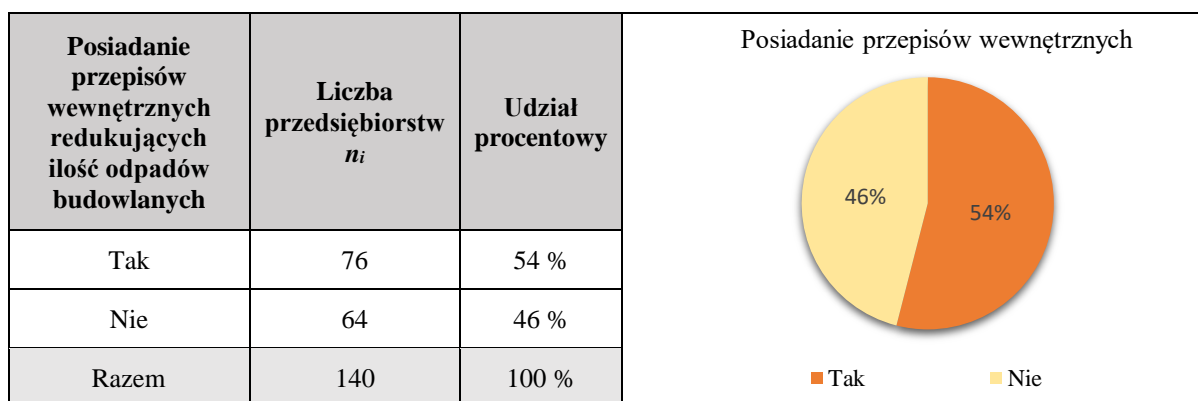 Posiadanie
przepisów
wewnętrznych
redukujących
ilość odpadów
budowlanych
Liczba
przedsiębiorstw
nᵢ
Udział
procentowy
Tak
76
54 %
Nie
64
46 %
Razem
140
100 %
Posiadanie przepisów wewnętrznych
46%
54%
Tak
Nie